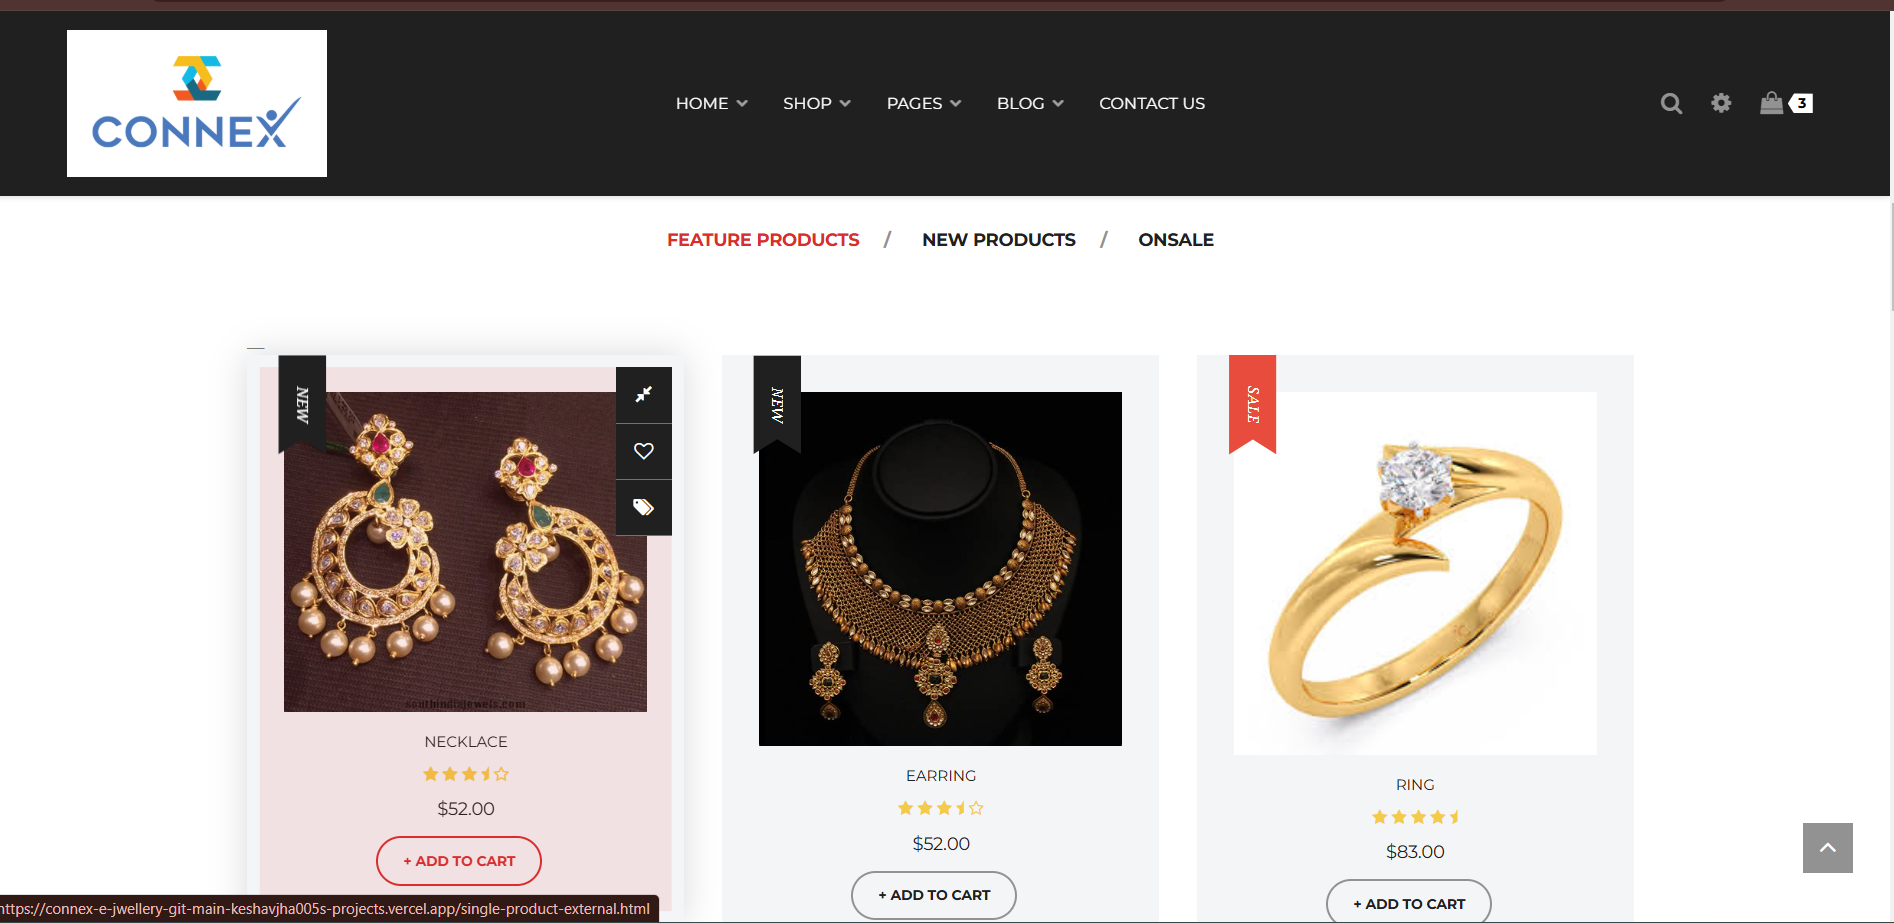 CONNEX
HOME SHOP PAGES BLOG CONTACT US
3
FEATURE PRODUCTS / NEW PRODUCTS / ONSALE
NEW
southindiajewels.com
NECKLACE
$52.00
+ ADD TO CART
NEW
EARRING
$52.00
+ ADD TO CART
SALE
RING
$83.00
+ ADD TO CART
https://connex-e-jwellery-git-main-keshavjha005s-projects.vercel.app/single-product-external.html